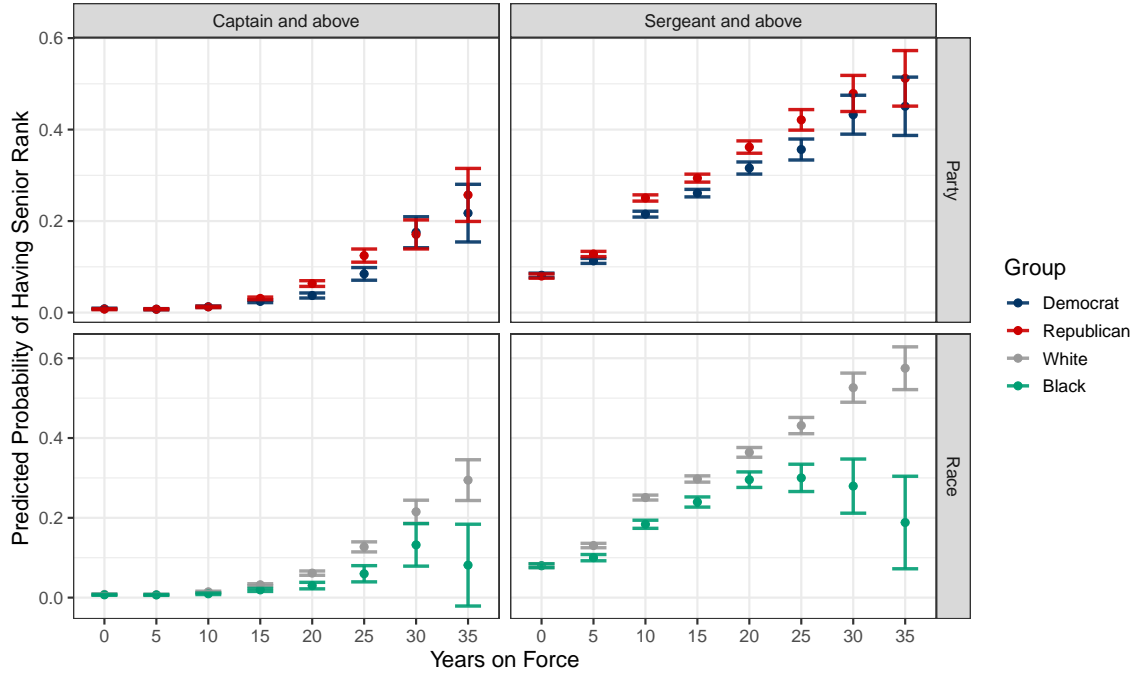 Captain and above
Sergeant and above
Predicted Probability of Having Senior Rank
0.6
0.4
0.2
0.0
Party
0.6
0.4
0.2
0.0
Race
0 5 10 15 20 25 30 35
0 5 10 15 20 25 30 35
Years on Force
Group
Democrat
Republican
White
Black